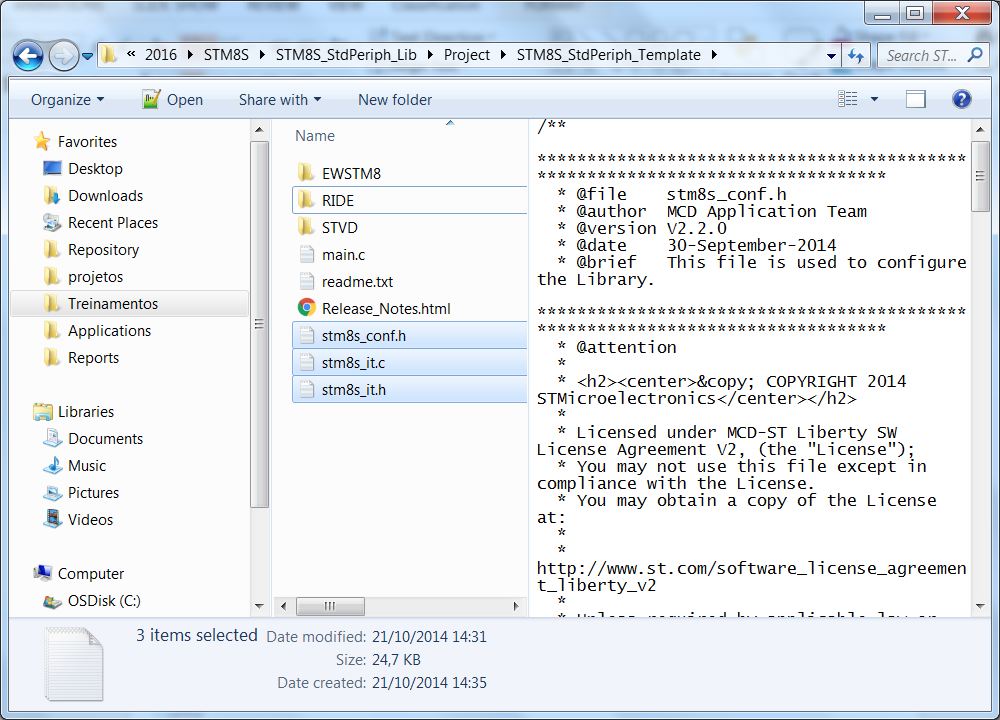 « 2016 ▸ STM8S ▸ STM8S_StdPeriph_Lib ▸ Project ▸ STM8S_StdPeriph_Template ▸
Search ST...
Organize ▾ Open Share with ▾ New folder
Favorites
Desktop
Downloads
Recent Places
Repository
projetos
Treinamentos
Applications
Reports
Libraries
Documents
Music
Pictures
Videos
Computer
OSDisk (C:)
Name
EWSTM8
RIDE
STVD
main.c
readme.txt
Release_Notes.html
stm8s_conf.h
stm8s_it.c
stm8s_it.h
/**
*******************************************
***********************************
* @file stm8s_conf.h
* @author MCD Application Team
* @version V2.2.0
* @date 30-September-2014
* @brief This file is used to configure
the Library.
*******************************************
***********************************
* @attention
*
* <h2><center>&copy; COPYRIGHT 2014
STMicroelectronics</center></h2>
*
* Licensed under MCD-ST Liberty SW
License Agreement V2, (the "License");
* You may not use this file except in
compliance with the License.
* You may obtain a copy of the License
at:
*
*
http://www.st.com/software_license_agreemen
t_liberty_v2
*
3 items selected Date modified: 21/10/2014 14:31
Size: 24,7 KB
Date created: 21/10/2014 14:35